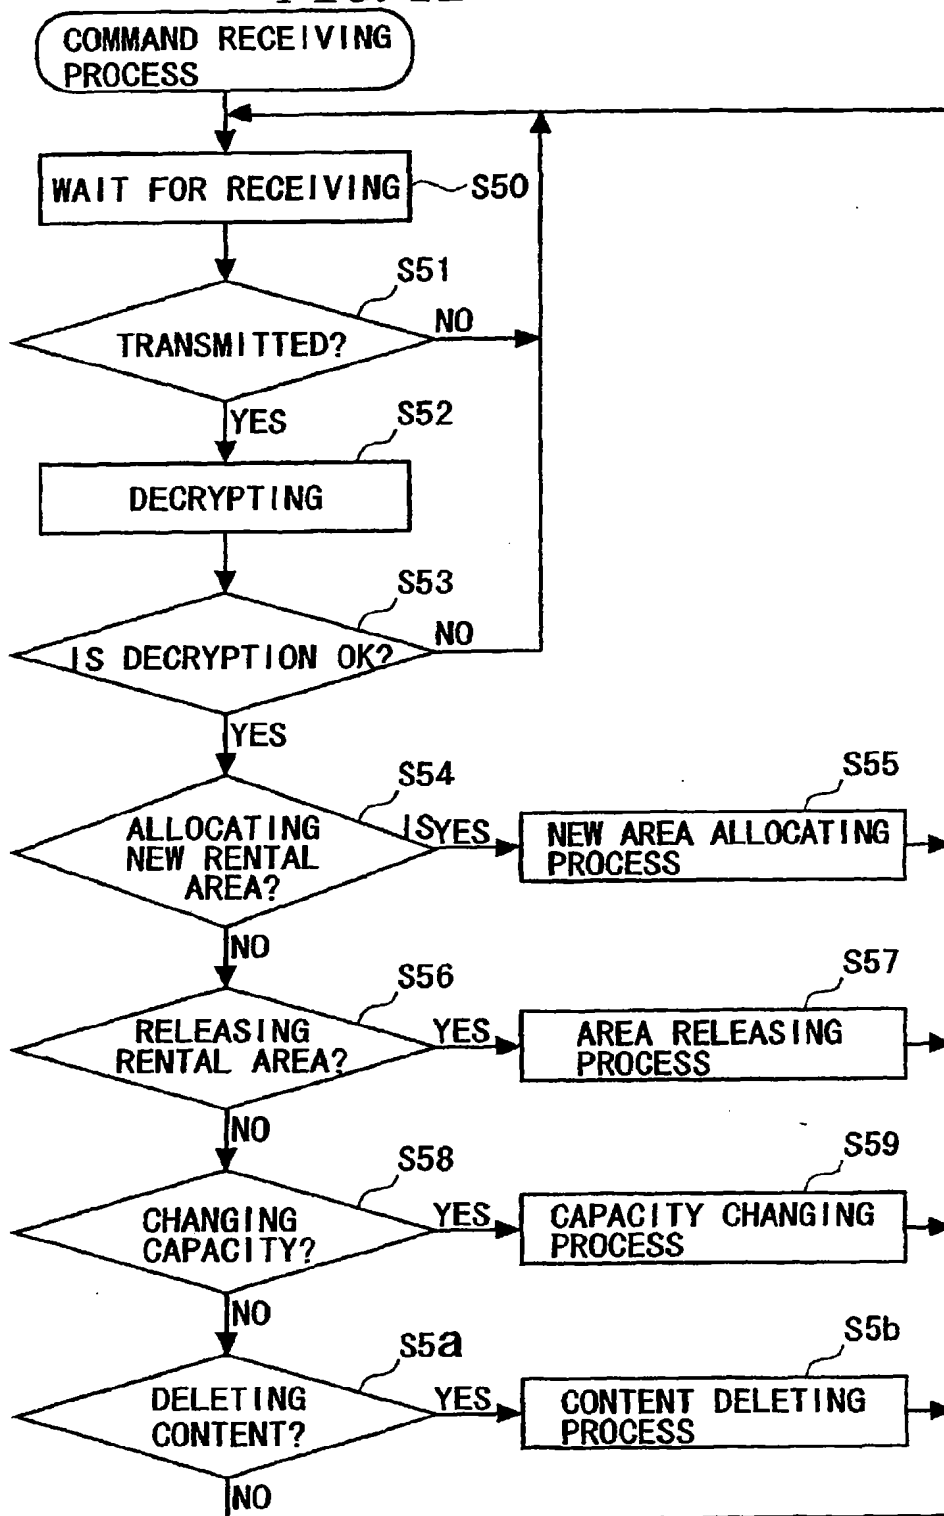 COMMAND RECEIVING
PROCESS
WAIT FOR RECEIVING
S50
S51
TRANSMITTED?
NO
YES
S52
DECRYPTING
S53
IS DECRYPTION OK?
NO
YES
S54
ALLOCATING
NEW RENTAL
AREA?
IS
YES
S55
NEW AREA ALLOCATING
PROCESS
NO
S56
RELEASING
RENTAL AREA?
YES
S57
AREA RELEASING
PROCESS
NO
S58
CHANGING
CAPACITY?
YES
S59
CAPACITY CHANGING
PROCESS
NO
S5a
DELETING
CONTENT?
YES
S5b
CONTENT DELETING
PROCESS
NO